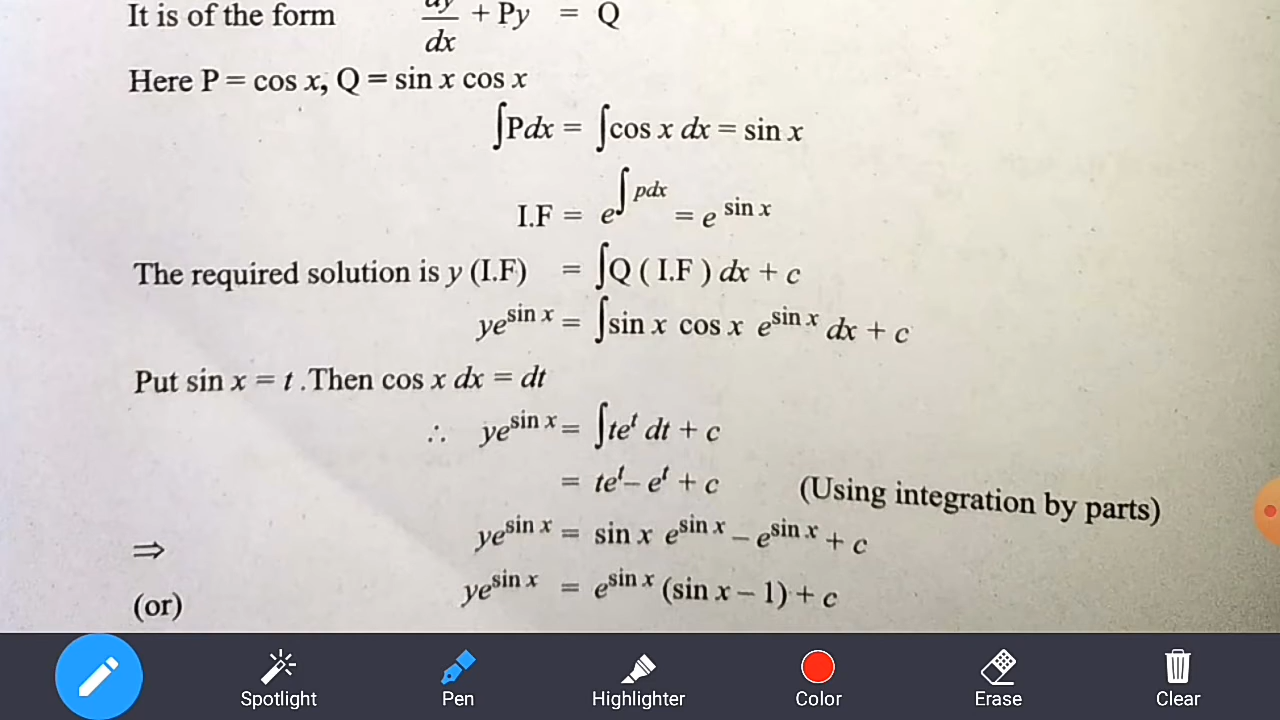 It is of the form dy/dx + Py = Q
Here P = cos x, Q = sin x cos x
∫Pdx = ∫cos x dx = sin x
I.F = e^∫pdx = e^sin x
The required solution is y (I.F) = ∫Q ( I.F ) dx + c
ye^sin x = ∫sin x cos x e^sin x dx + c
Put sin x = t . Then cos x dx = dt
∴ ye^sin x = ∫te^t dt + c
= te^t – e^t + c (Using integration by parts)
⇒ ye^sin x = sin x e^sin x – e^sin x + c
(or) ye^sin x = e^sin x (sin x – 1) + c
Spotlight Pen Highlighter Color Erase Clear